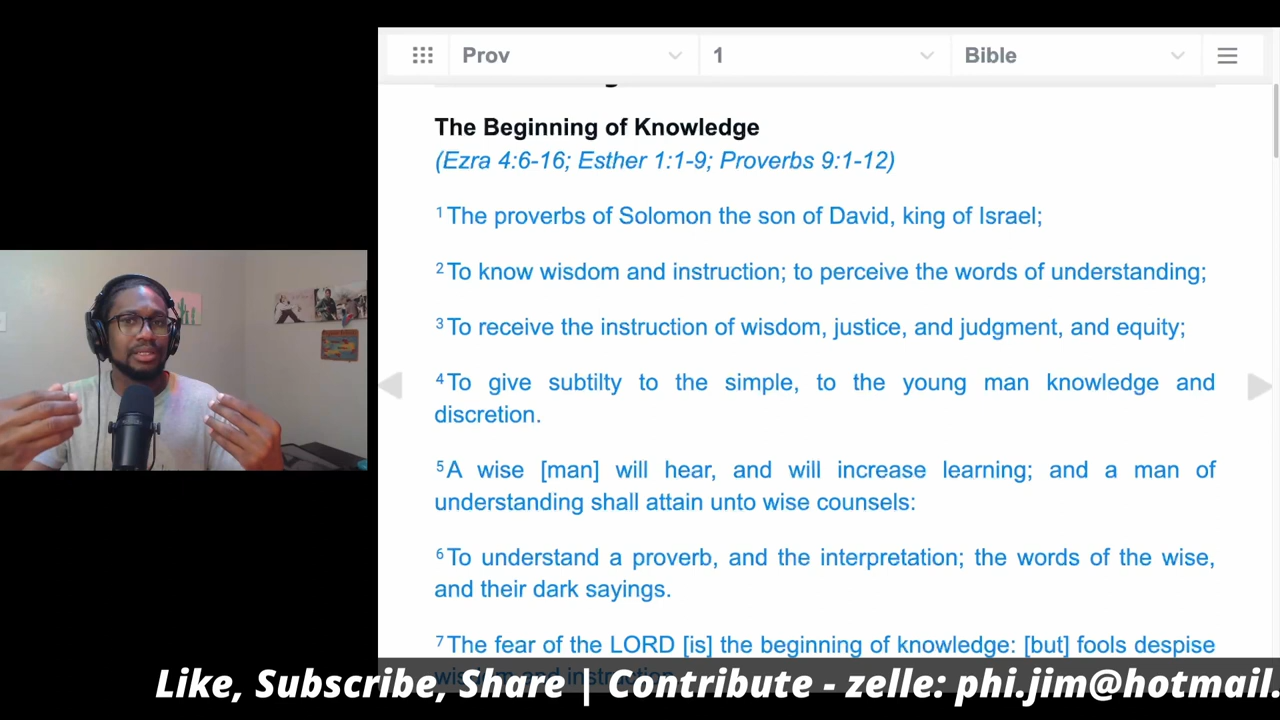 Prov
1
Bible
The Beginning of Knowledge
(Ezra 4:6-16; Esther 1:1-9; Proverbs 9:1-12)
1 The proverbs of Solomon the son of David, king of Israel;
2 To know wisdom and instruction; to perceive the words of understanding;
3 To receive the instruction of wisdom, justice, and judgment, and equity;
4 To give subtilty to the simple, to the young man knowledge and
discretion.
5 A wise [man] will hear, and will increase learning; and a man of
understanding shall attain unto wise counsels:
6 To understand a proverb, and the interpretation; the words of the wise,
and their dark sayings.
7 The fear of the LORD [is] the beginning of knowledge: [but] fools despise
wisdom and instruction.
Like, Subscribe, Share | Contribute - zelle: phi.jim@hotmail.